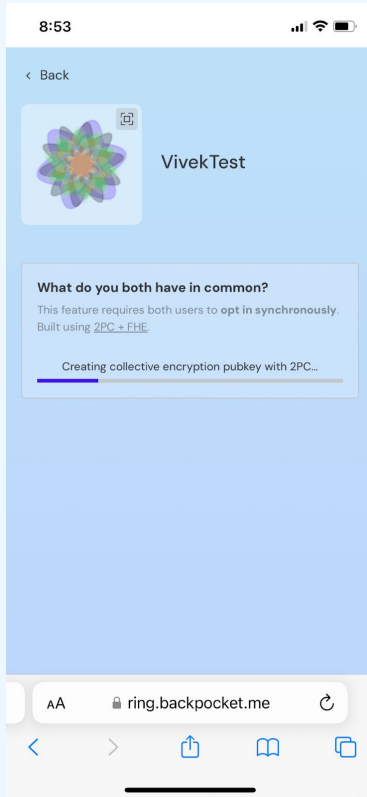 8:53
< Back
VivekTest
What do you both have in common?
This feature requires both users to opt in synchronously.
Built using 2PC + FHE.
Creating collective encryption pubkey with 2PC...
AA ring.backpocket.me